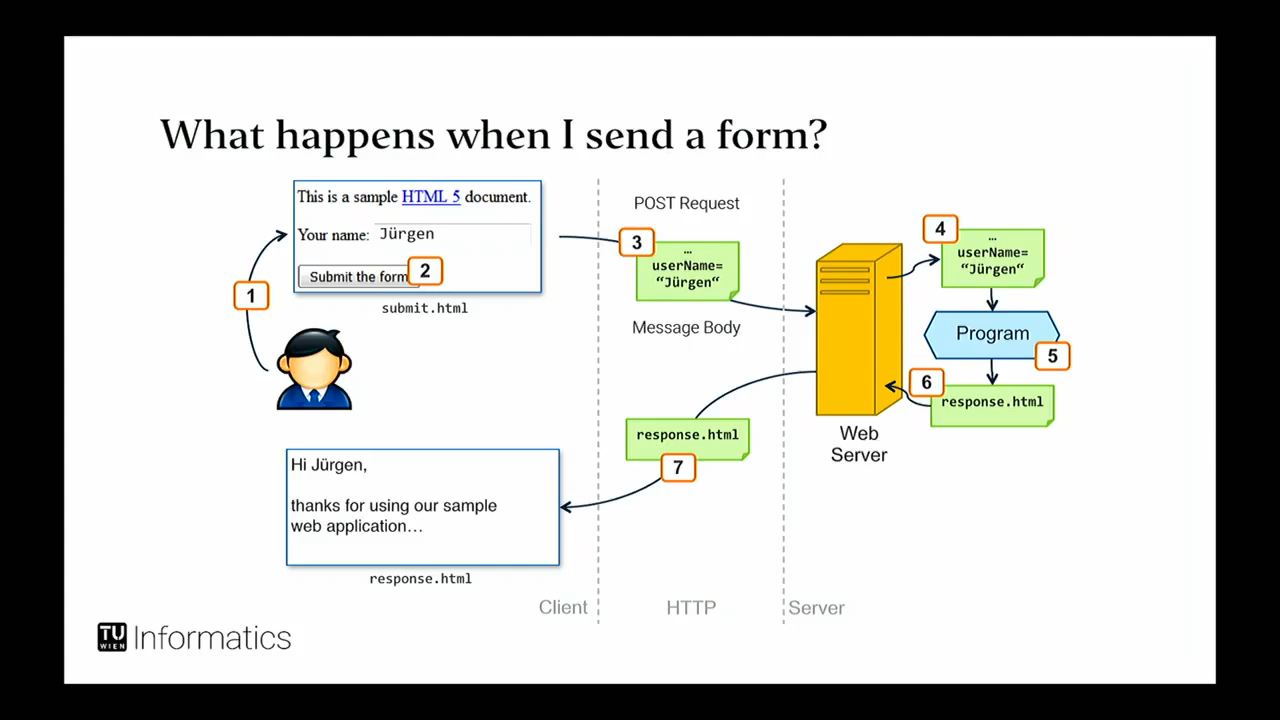 What happens when I send a form?
This is a sample HTML 5 document.
Your name: Jürgen
Submit the form
2
submit.html
1
POST Request
3
…
userName=
“Jürgen“
Message Body
4
…
userName=
“Jürgen“
Program
5
6
response.html
Web
Server
response.html
7
Hi Jürgen,
thanks for using our sample
web application…
response.html
Client
HTTP
Server
TU
WIEN
Informatics